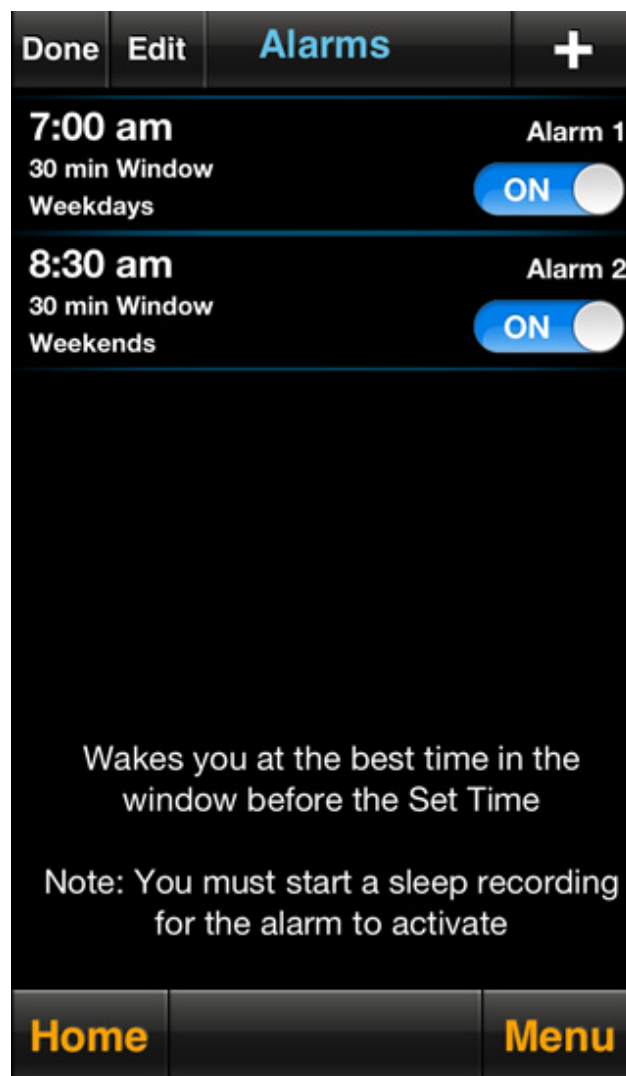 Done Edit Alarms +
7:00 am Alarm 1
30 min Window
Weekdays ON
8:30 am Alarm 2
30 min Window
Weekends ON
Wakes you at the best time in the
window before the Set Time
Note: You must start a sleep recording
for the alarm to activate
Home Menu